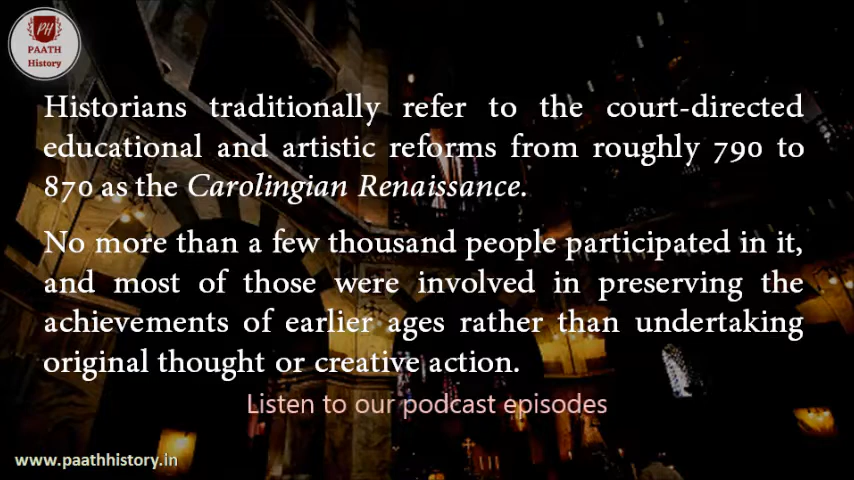 PH
PAATH
History
Historians traditionally refer to the court-directed
educational and artistic reforms from roughly 790 to
870 as the Carolingian Renaissance.
No more than a few thousand people participated in it,
and most of those were involved in preserving the
achievements of earlier ages rather than undertaking
original thought or creative action.
Listen to our podcast episodes
www.paathhistory.in